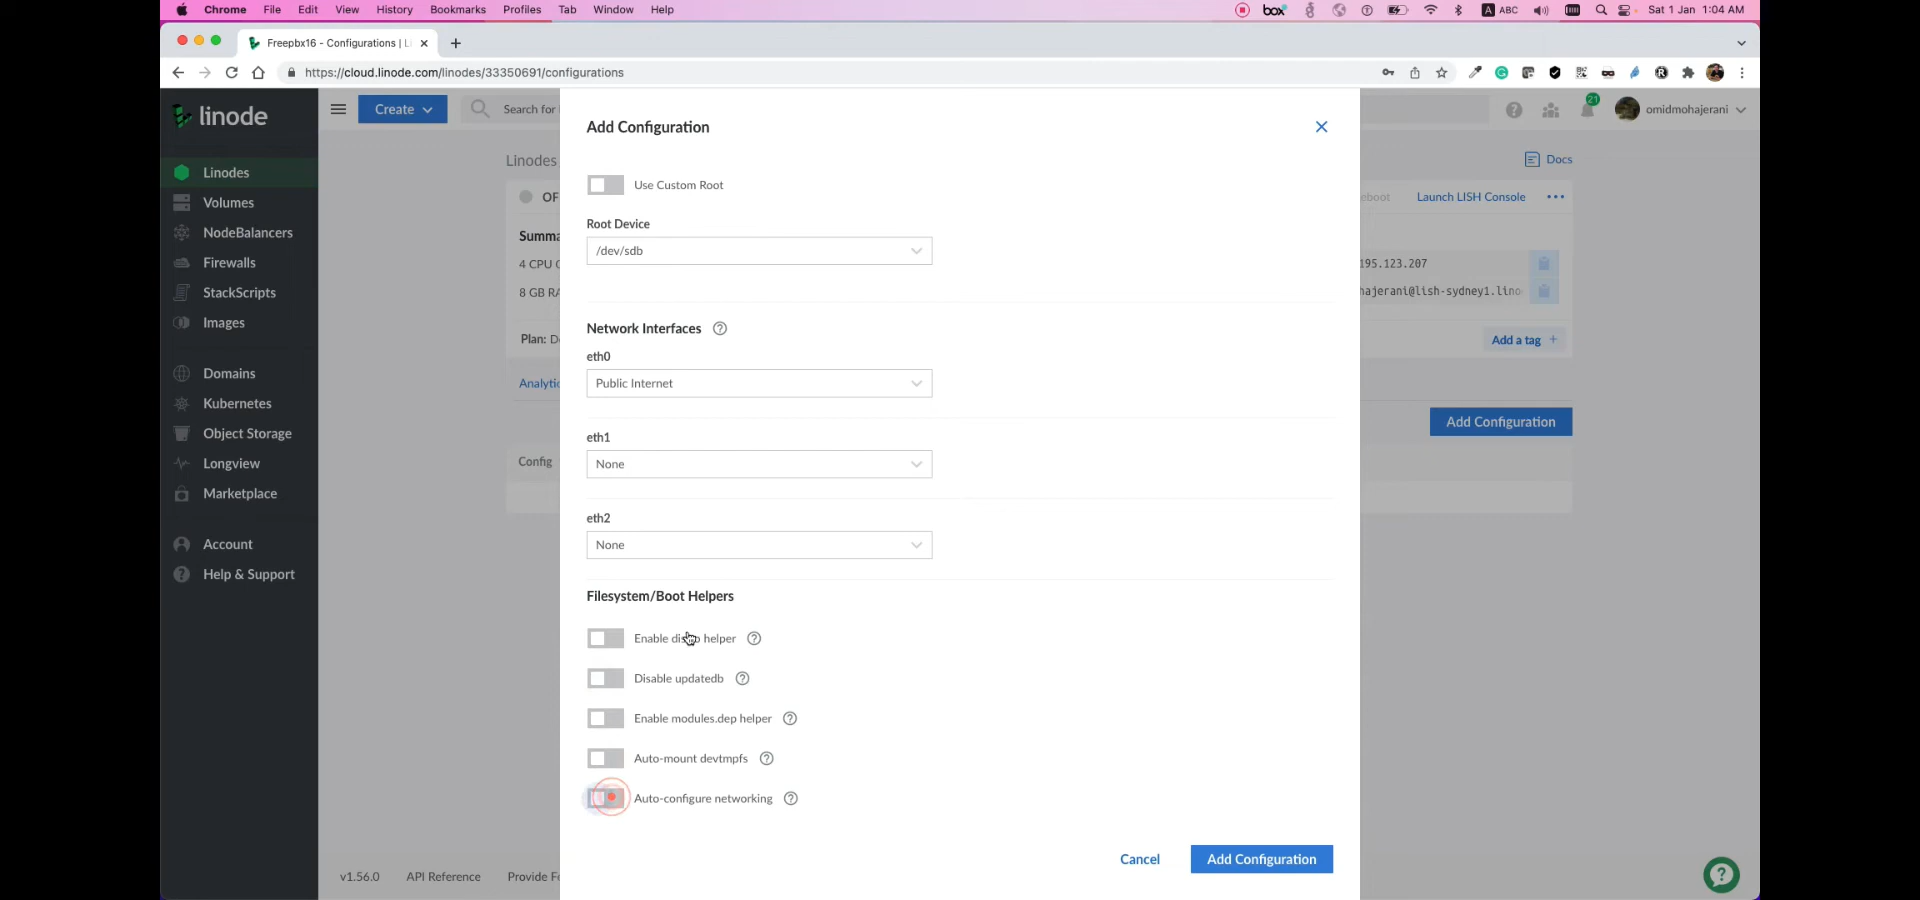 Chrome File Edit View History Bookmarks Profiles Tab Window Help
box A ABC Sat 1 Jan 1:04 AM
Freepbx16 - Configurations | Li
https://cloud.linode.com/linodes/33350691/configurations
linode
Create
Search for
21
omidmohajerani
Linodes
Volumes
NodeBalancers
Firewalls
StackScripts
Images
Domains
Kubernetes
Object Storage
Longview
Marketplace
Account
Help & Support
Linodes
Docs
OF
eboot
Launch LISH Console
Summa
4 CPU C
195.123.207
8 GB RA
hajerani@lish-sydney1.lino
Plan: D
Add a tag +
Analytic
Add Configuration
Config
v1.56.0
API Reference
Provide Fe
Add Configuration
Use Custom Root
Root Device
/dev/sdb
Network Interfaces
eth0
Public Internet
eth1
None
eth2
None
Filesystem/Boot Helpers
Disable updatedb
Enable modules.dep helper
Auto-mount devtmpfs
Auto-configure networking
Cancel
Add Configuration